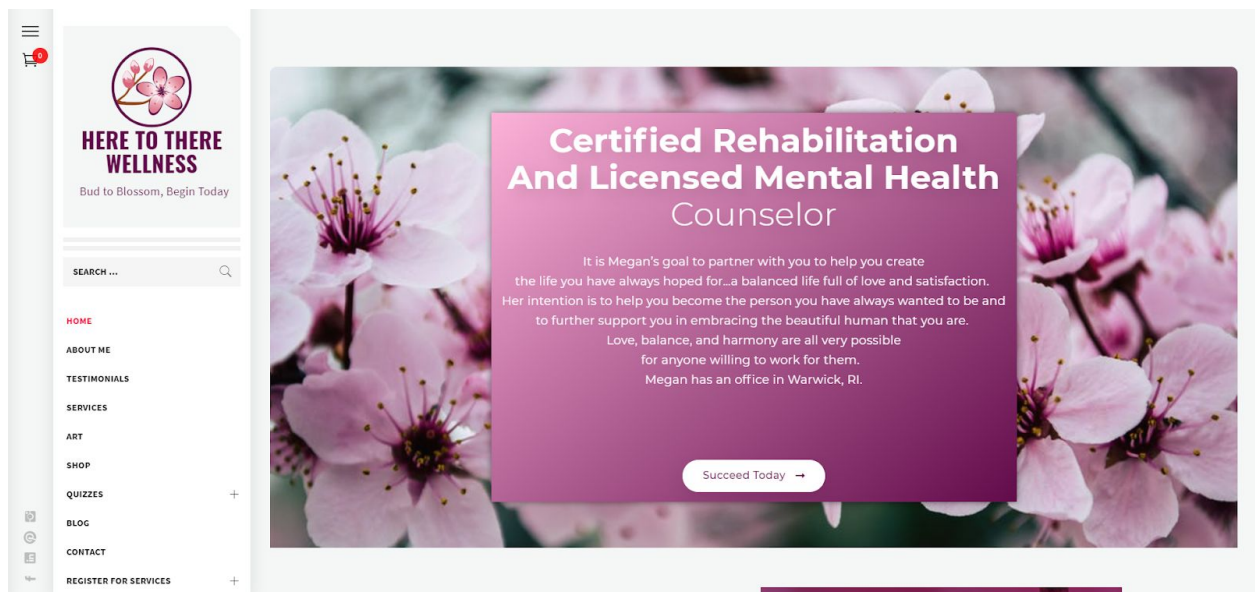 0
HERE TO THERE
WELLNESS
Bud to Blossom, Begin Today
SEARCH ...
HOME
ABOUT ME
TESTIMONIALS
SERVICES
ART
SHOP
QUIZZES
BLOG
CONTACT
REGISTER FOR SERVICES
Certified Rehabilitation
And Licensed Mental Health
Counselor
It is Megan's goal to partner with you to help you create
the life you have always hoped for...a balanced life full of love and satisfaction.
Her intention is to help you become the person you have always wanted to be and
to further support you in embracing the beautiful human that you are.
Love, balance, and harmony are all very possible
for anyone willing to work for them.
Megan has an office in Warwick, RI.
Succeed Today →